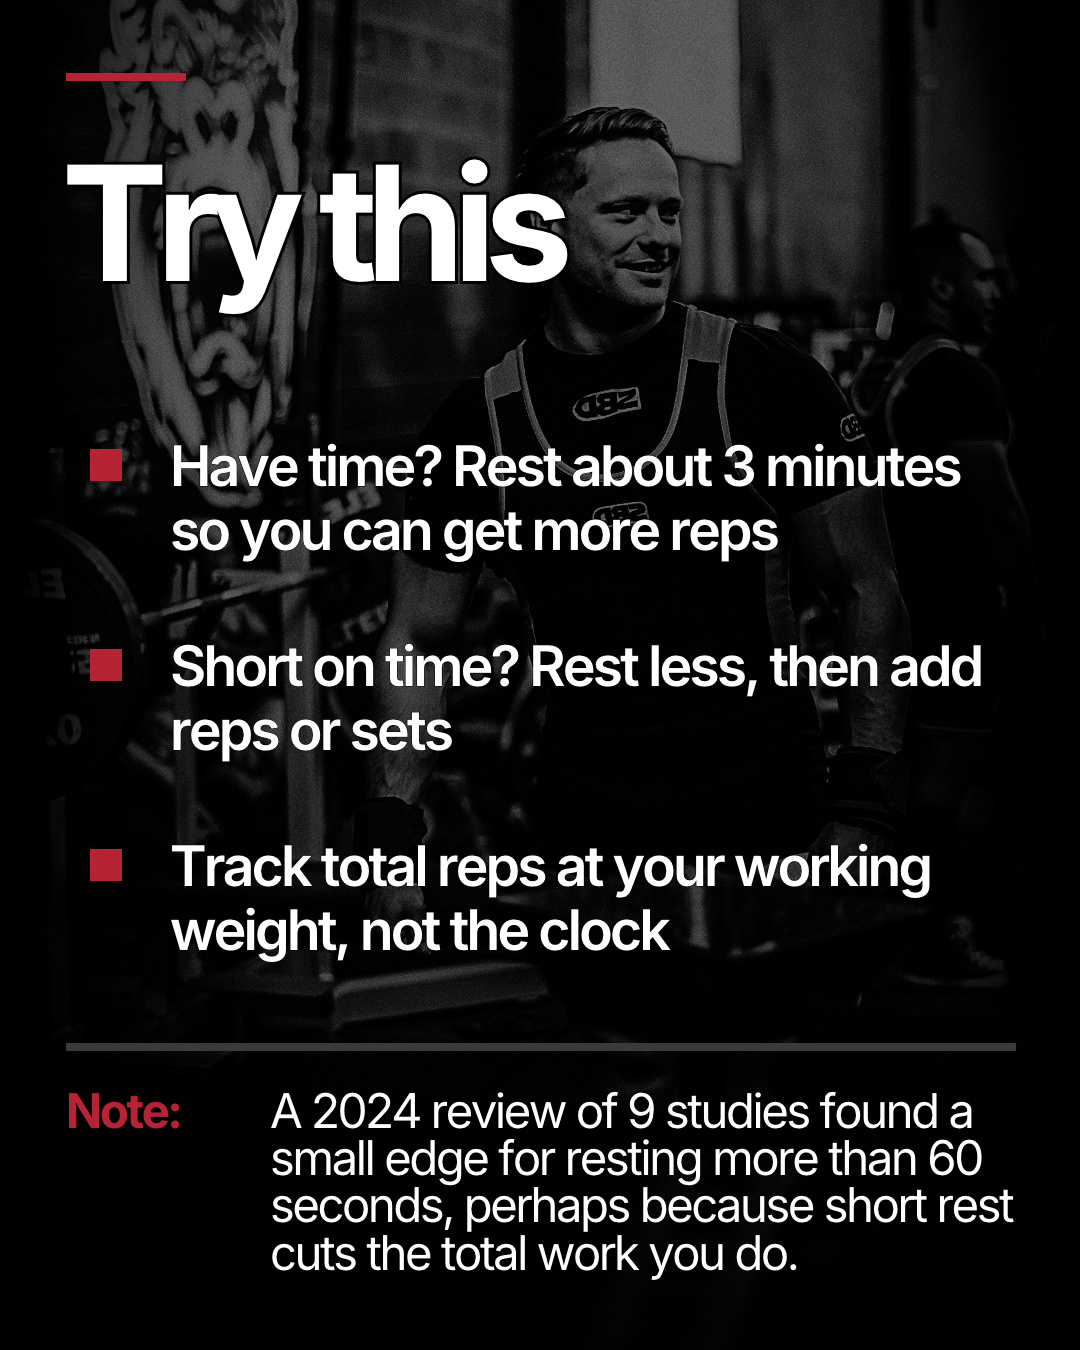 Try this
Have time? Rest about 3 minutes
so you can get more reps
Short on time? Rest less, then add
reps or sets
Track total reps at your working
weight, not the clock
Note:
A 2024 review of 9 studies found a
small edge for resting more than 60
seconds, perhaps because short rest
cuts the total work you do.